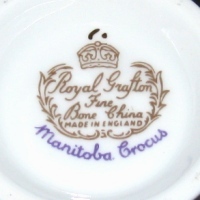 Royal Grafton
Fine
Bone China
MADE IN ENGLAND
Manitoba Crocus